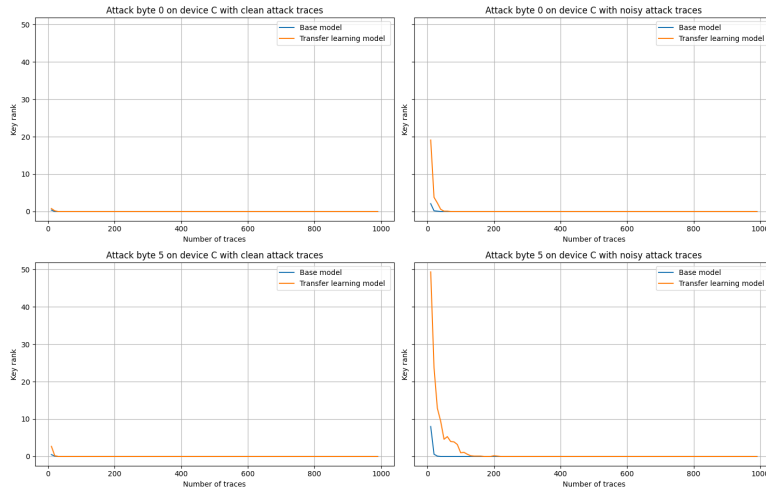 Attack byte 0 on device C with clean attack traces
50
40
30
20
10
0
Key rank
0 200 400 600 800 1000
Number of traces
Base model
Transfer learning model
Attack byte 0 on device C with noisy attack traces
Key rank
0 200 400 600 800 1000
Number of traces
Base model
Transfer learning model
Attack byte 5 on device C with clean attack traces
50
40
30
20
10
0
Key rank
0 200 400 600 800 1000
Number of traces
Base model
Transfer learning model
Attack byte 5 on device C with noisy attack traces
Key rank
0 200 400 600 800 1000
Number of traces
Base model
Transfer learning model